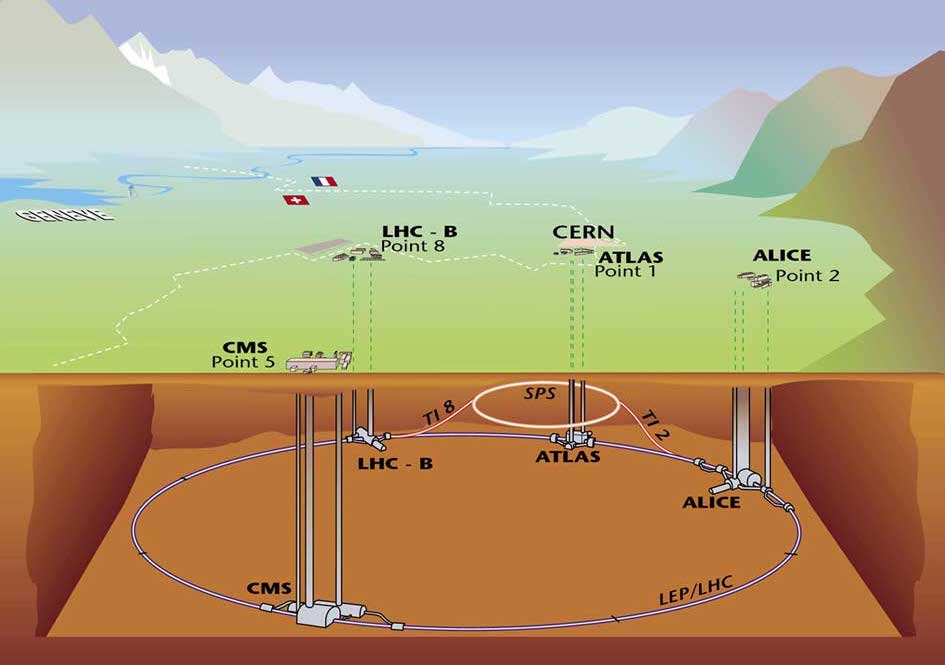 GENEVE
LHC - B
Point 8
CERN
ATLAS
Point 1
ALICE
Point 2
CMS
Point 5
SPS
TI 8
TI 2
LHC - B
ATLAS
ALICE
CMS
LEP/LHC